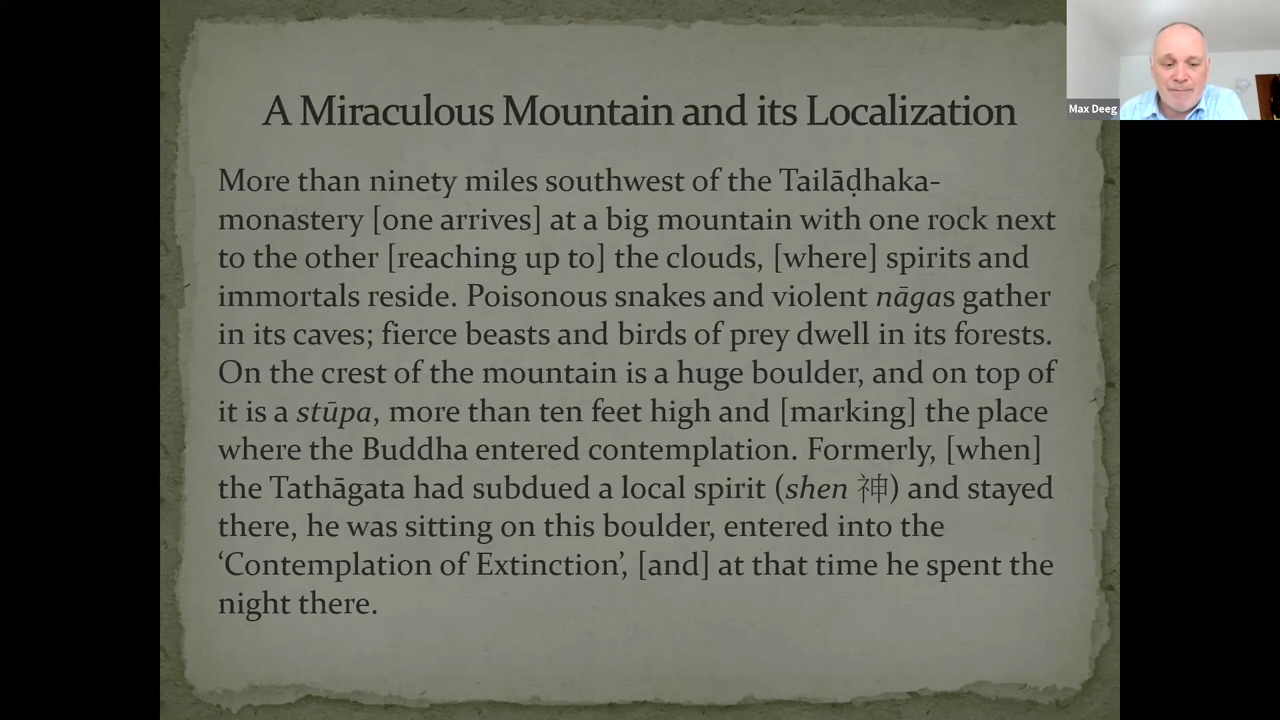 A Miraculous Mountain and its Localization
Max Deeg
More than ninety miles southwest of the Tailāḍhaka-
monastery [one arrives] at a big mountain with one rock next
to the other [reaching up to] the clouds, [where] spirits and
immortals reside. Poisonous snakes and violent nāgas gather
in its caves; fierce beasts and birds of prey dwell in its forests.
On the crest of the mountain is a huge boulder, and on top of
it is a stūpa, more than ten feet high and [marking] the place
where the Buddha entered contemplation. Formerly, [when]
the Tathāgata had subdued a local spirit (shen 神) and stayed
there, he was sitting on this boulder, entered into the
‘Contemplation of Extinction’, [and] at that time he spent the
night there.